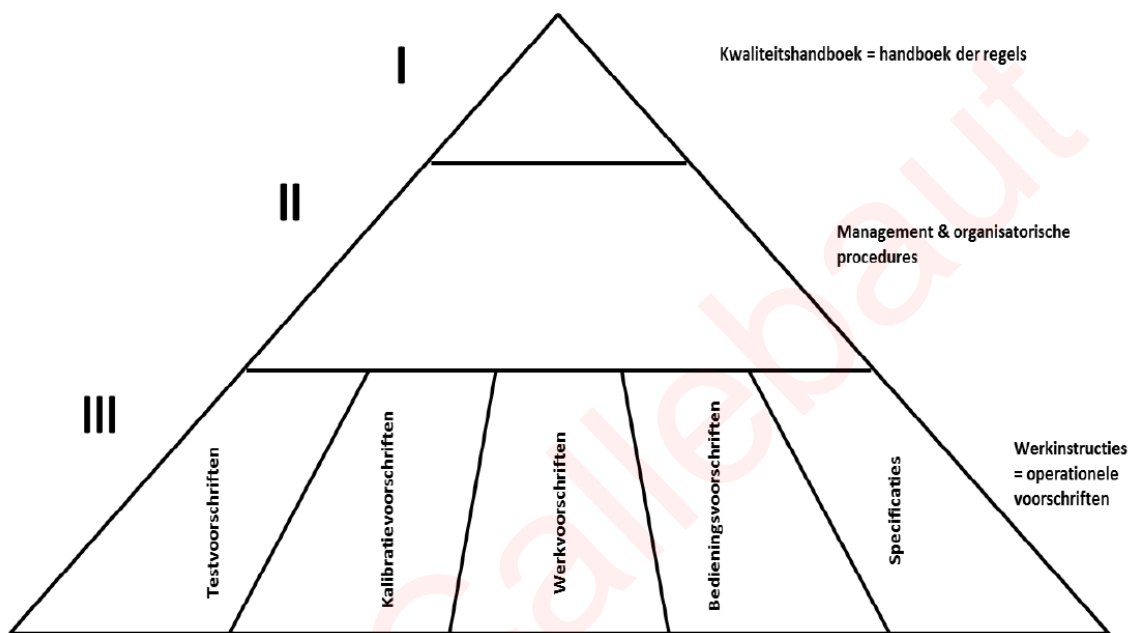 I
Kwaliteitshandboek = handboek der regels
II
Management & organisatorische
procedures
III
Werkinstructies
= operationele
voorschriften
Testvoorschriften
Kalibratievoorschriften
Werkvoorschriften
Bedieningsvoorschriften
Specificaties
Callebaut